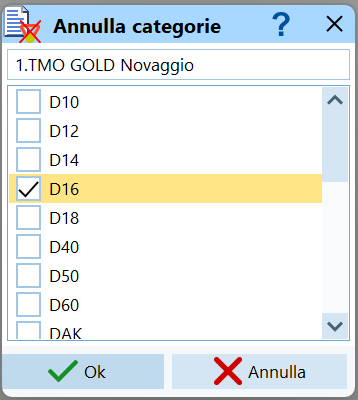 Annulla categorie ?
1.TMO GOLD Novaggio
D10
D12
D14
D16
D18
D40
D50
D60
DAK
Ok
Annulla